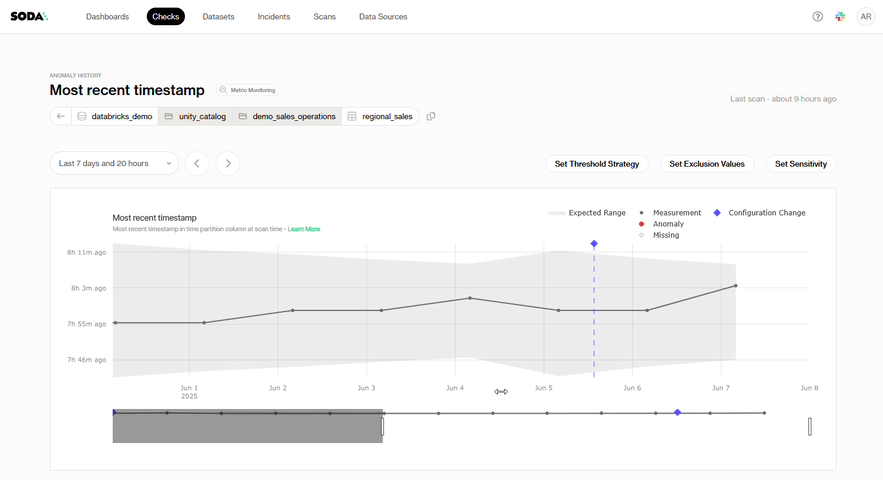 SODA
Dashboards Checks Datasets Incidents Scans Data Sources ? AR
ANOMALY HISTORY
Most recent timestamp Metric Monitoring
Last scan - about 9 hours ago
databricks_demo unity_catalog demo_sales_operations regional_sales
Last 7 days and 20 hours Set Threshold Strategy Set Exclusion Values Set Sensitivity
Most recent timestamp
Most recent timestamp in time partition column at scan time - Learn More
Expected Range Measurement Configuration Change
Anomaly
Missing
8h 11m ago
8h 3m ago
7h 55m ago
7h 46m ago
Jun 1 Jun 2 Jun 3 Jun 4 Jun 5 Jun 6 Jun 7 Jun 8
2025